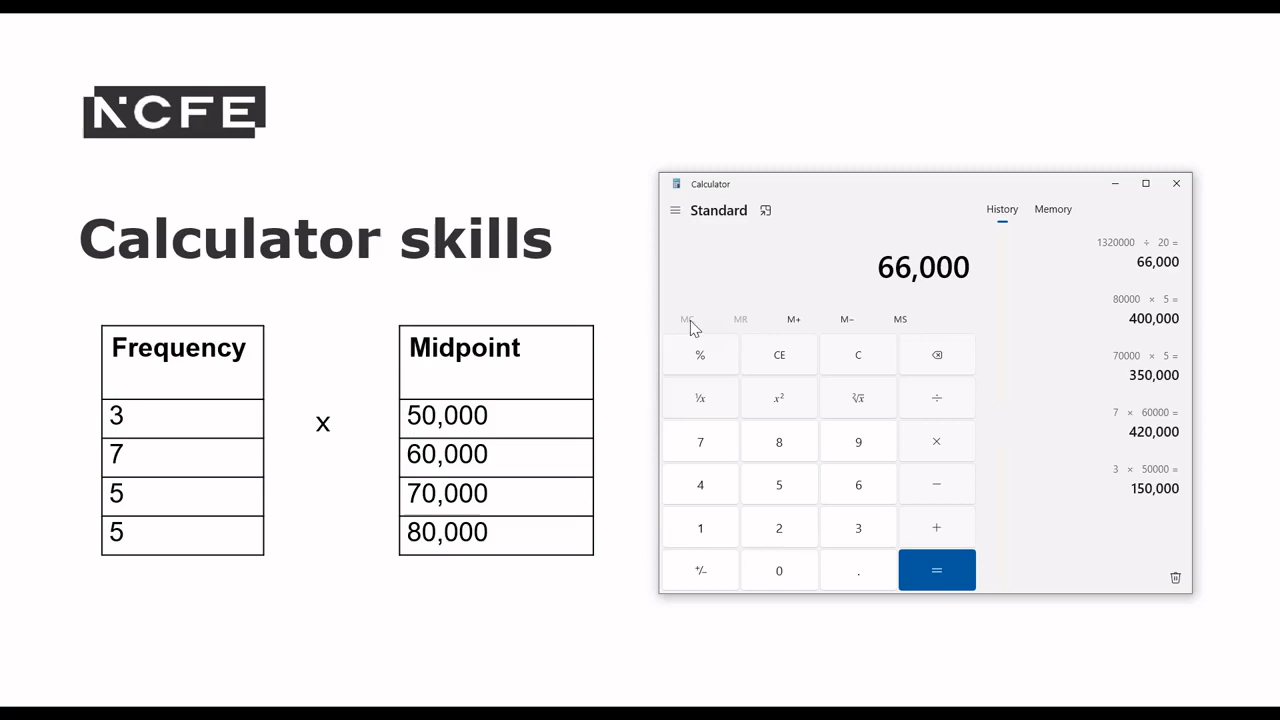 NCFE
Calculator skills
Frequency
3
7
5
5
x
Midpoint
50,000
60,000
70,000
80,000
Calculator
Standard
History Memory
66,000
MC MR M+ M− MS
% CE C
¹/x x² ²√x ÷
7 8 9 ×
4 5 6 −
1 2 3 +
+/− 0 . =
1320000 ÷ 20 =
66,000
80000 × 5 =
400,000
70000 × 5 =
350,000
7 × 60000 =
420,000
3 × 50000 =
150,000